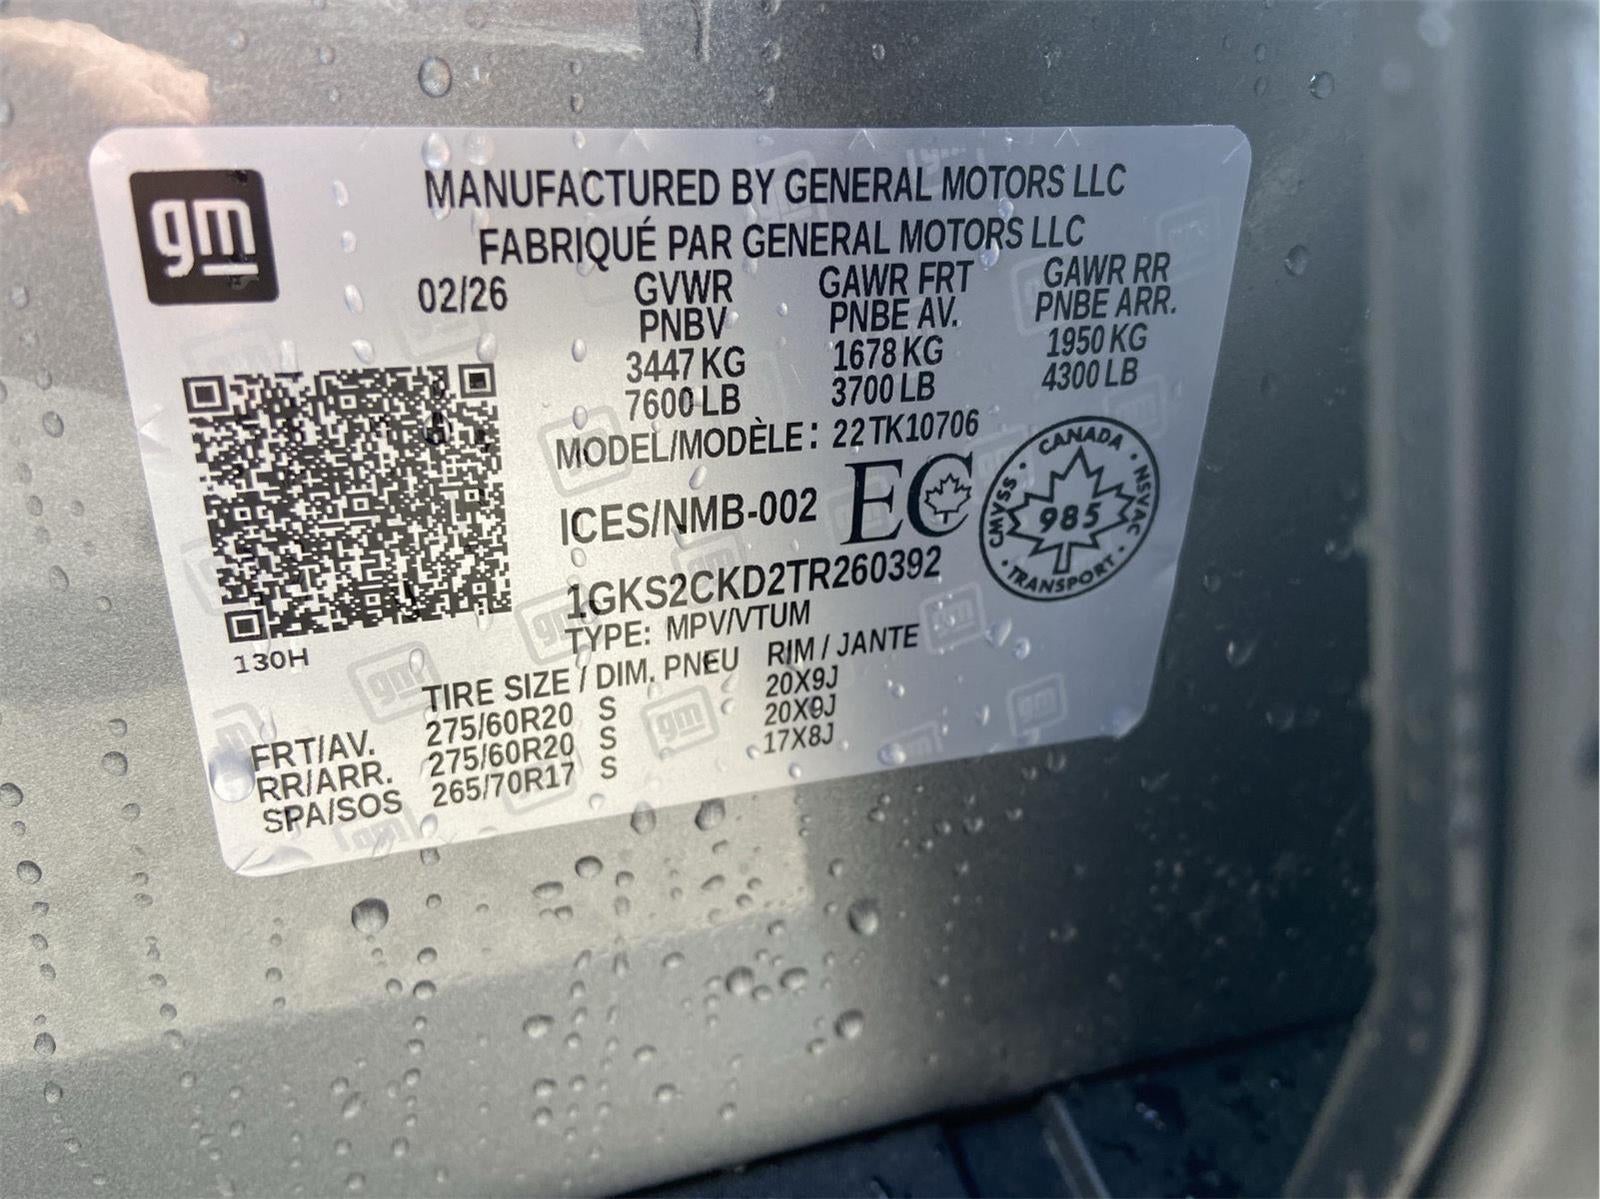 gm
MANUFACTURED BY GENERAL MOTORS LLC
FABRIQUÉ PAR GENERAL MOTORS LLC
02/26 GVWR GAWR FRT GAWR RR
PNBV PNBE AV. PNBE ARR.
3447 KG 1678 KG 1950 KG
7600 LB 3700 LB 4300 LB
MODEL/MODÈLE: 22TK10706
ICES/NMB-002 EC
CANADA · NSVAC · TRANSPORT · CMVSS ·
985
1GKS2CKD2TR260392
TYPE: MPV/VTUM
130H
TIRE SIZE / DIM. PNEU RIM / JANTE
FRT/AV. 275/60R20 S 20X9J
RR/ARR. 275/60R20 S 20X9J
SPA/SOS 265/70R17 S 17X8J